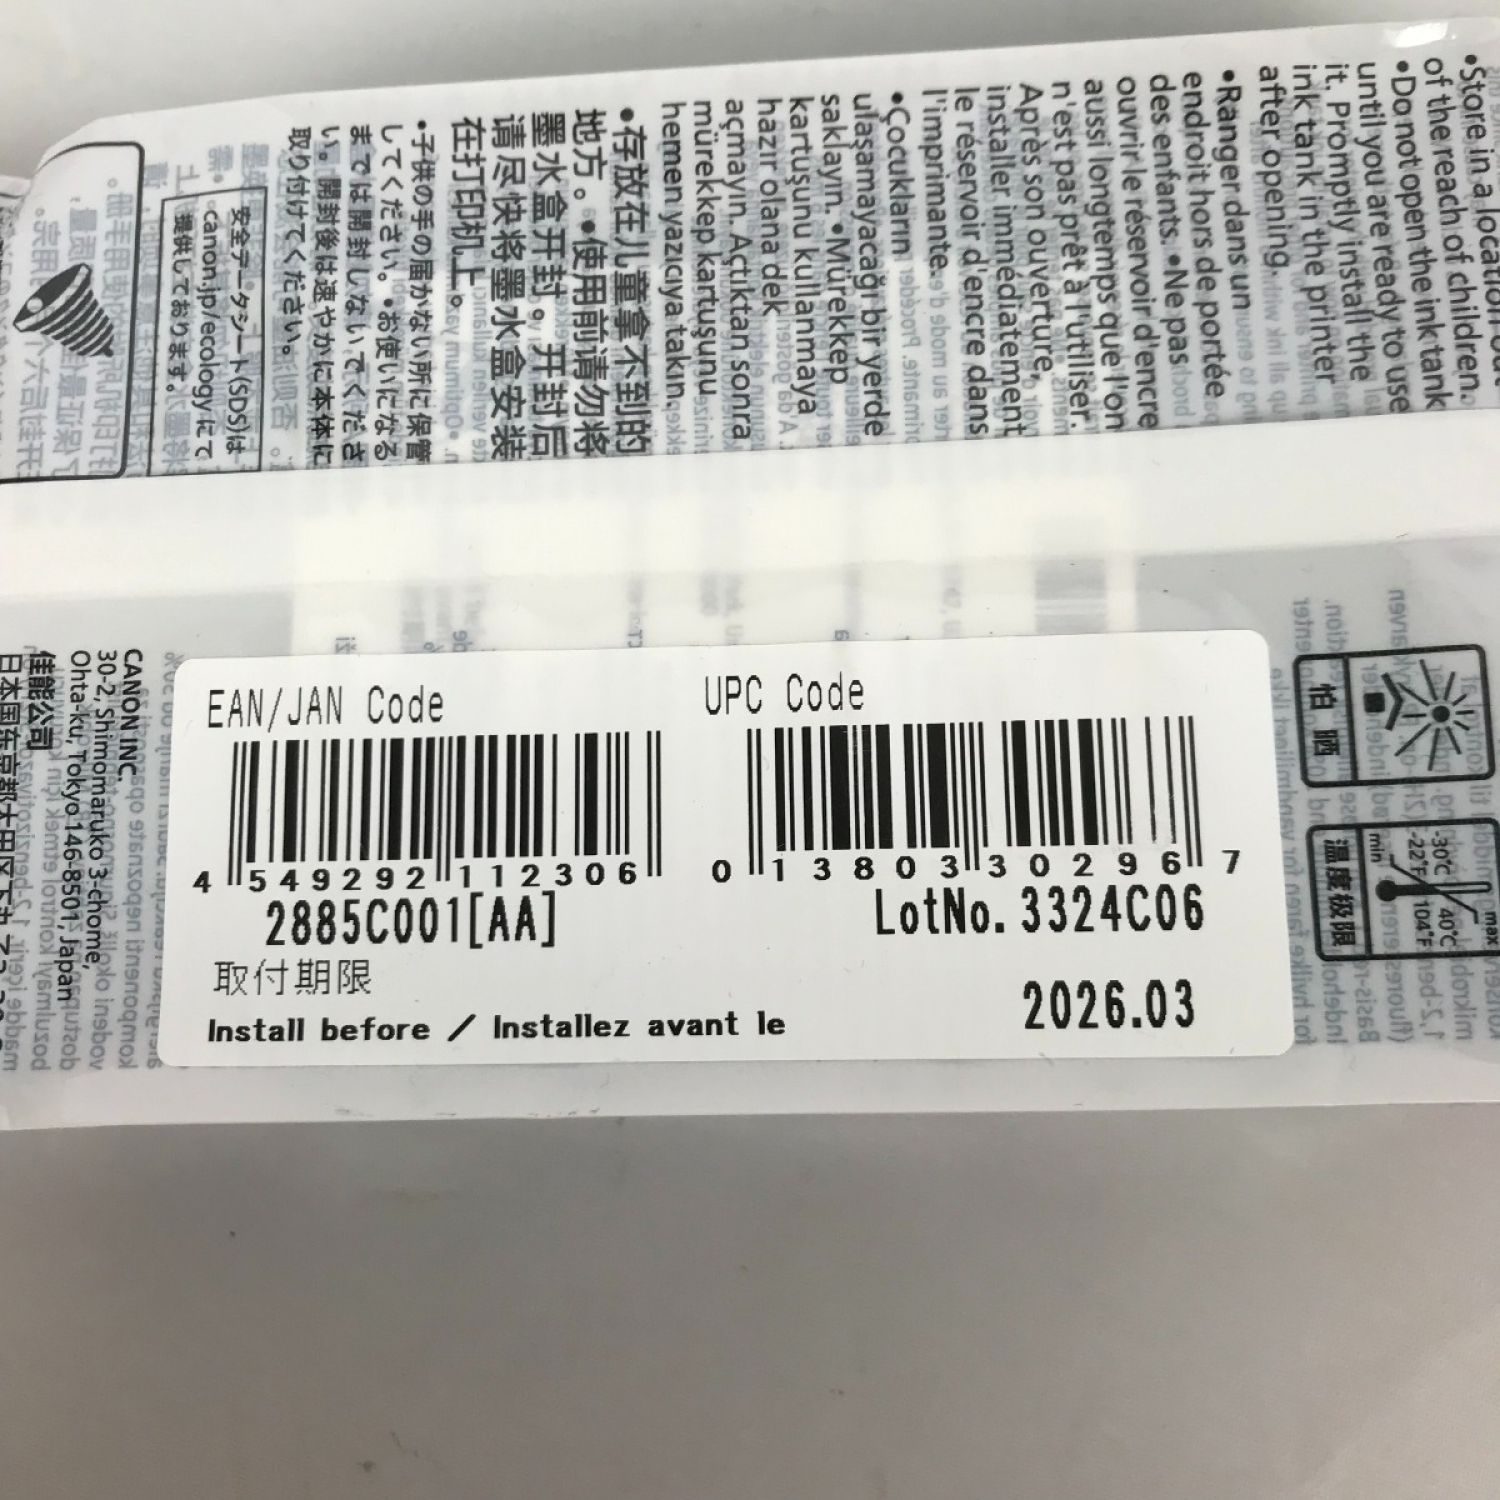 •Store in a location out
of the reach of children.
•Do not open the ink tank
until you are ready to use
it. Promptly install the
ink tank in the printer
after opening.
•Ranger dans un
endroit hors de portée
des enfants. •Ne pas
ouvrir le réservoir d'encre
aussi longtemps que l'on
n'est pas prêt à l'utiliser.
Après son ouverture,
installer immédiatement
le réservoir d'encre dans
l'imprimante.
•Çocukların
ulaşamayacağı bir yerde
saklayın. •Mürekkep
kartuşunu kullanmaya
hazır olana dek
açmayın. Açtıktan sonra
mürekkep kartuşunu
hemen yazıcıya takın.
•存放在儿童拿不到的
地方。•使用前请勿将
墨水盒开封。开封后
请尽快将墨水盒安装
在打印机上。
•子供の手の届かない所に保管
してください。•お使いになる
までは開封しないでくださ
い。開封後は速やかに本体に
取り付けてください。
安全データシート(SDS)は
canon.jp/ecologyにて
提供しております。
怕晒
温度极限
min
-30°C
-22°F
max
40°C
104°F
CANON INC.
30-2, Shimomaruko 3-chome,
Ohta-ku, Tokyo 146-8501, Japan
佳能公司
EAN/JAN Code
4 549292 112306
2885C001[AA]
UPC Code
0 13803 30296 7
LotNo. 3324C06
取付期限
Install before / Installez avant le
2026.03